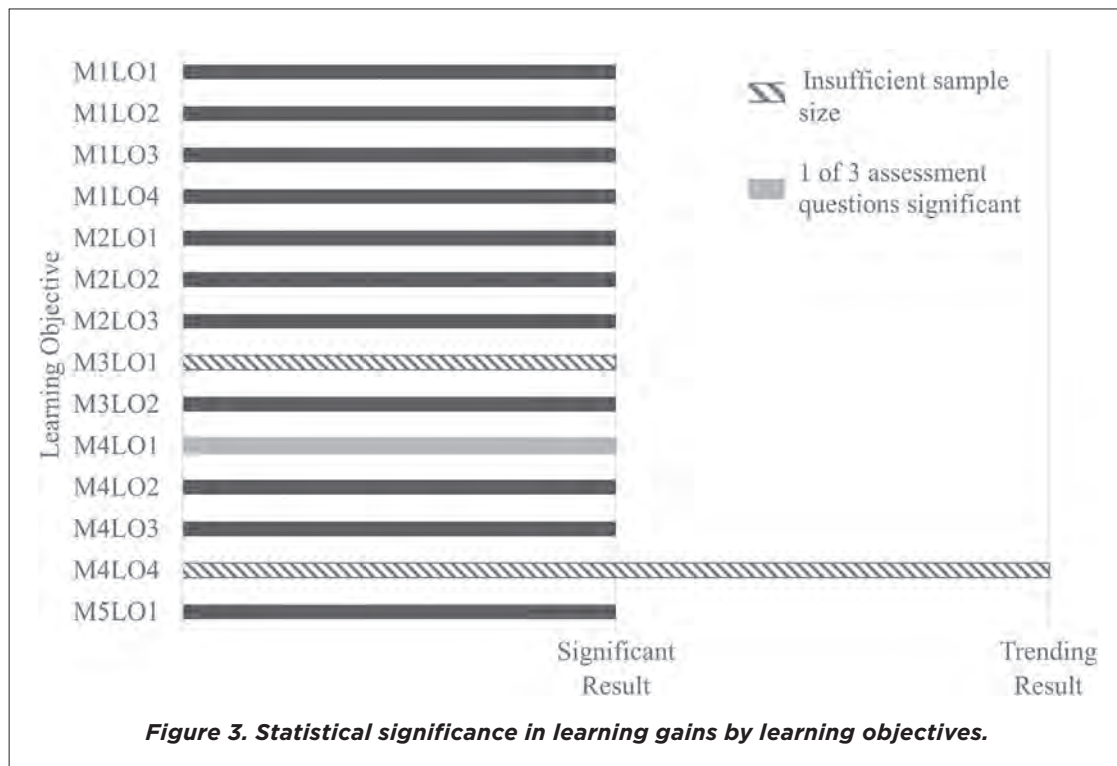 M1LO1
M1LO2
M1LO3
M1LO4
M2LO1
M2LO2
M2LO3
M3LO1
M3LO2
M4LO1
M4LO2
M4LO3
M4LO4
M5LO1
Learning Objective
Insufficient sample
size
1 of 3 assessment
questions significant
Significant
Result
Trending
Result
Figure 3. Statistical significance in learning gains by learning objectives.